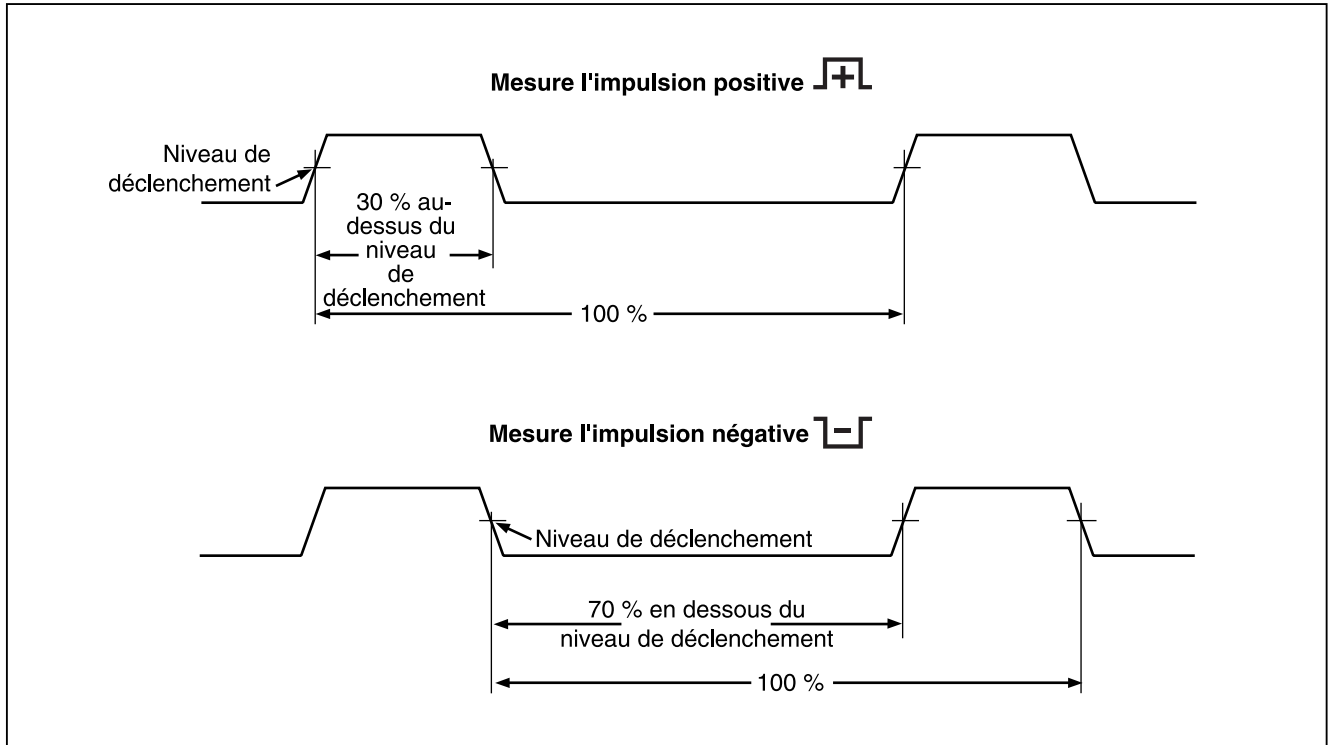 Mesure l'impulsion positive +
Niveau de
déclenchement
30 % au-
dessus du
niveau
de
déclenchement
100 %
Mesure l'impulsion négative -
Niveau de déclenchement
70 % en dessous du
niveau de déclenchement
100 %